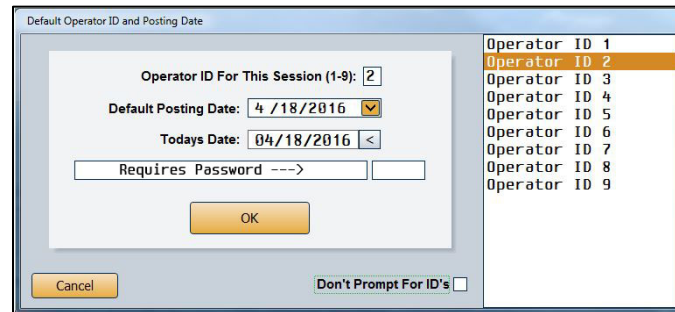 Default Operator ID and Posting Date
Operator ID For This Session (1-9): 2
Default Posting Date: 4 /18/2016
Todays Date: 04/18/2016 <
Requires Password --->
OK
Cancel
Don't Prompt For ID's
Operator ID 1
Operator ID 2
Operator ID 3
Operator ID 4
Operator ID 5
Operator ID 6
Operator ID 7
Operator ID 8
Operator ID 9